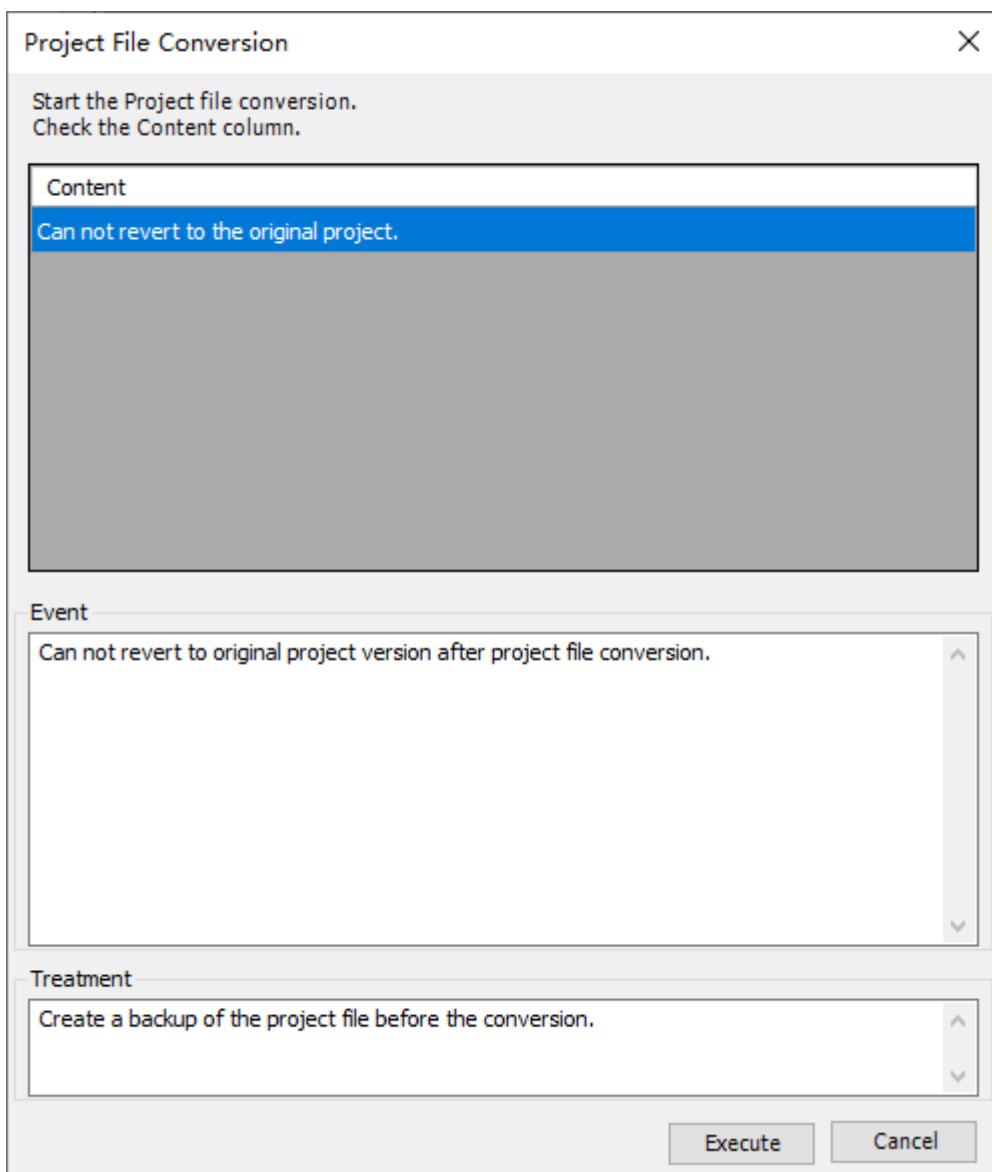 Project File Conversion
Start the Project file conversion.
Check the Content column.
Content
Can not revert to the original project.
Event
Can not revert to original project version after project file conversion.
Treatment
Create a backup of the project file before the conversion.
Execute
Cancel